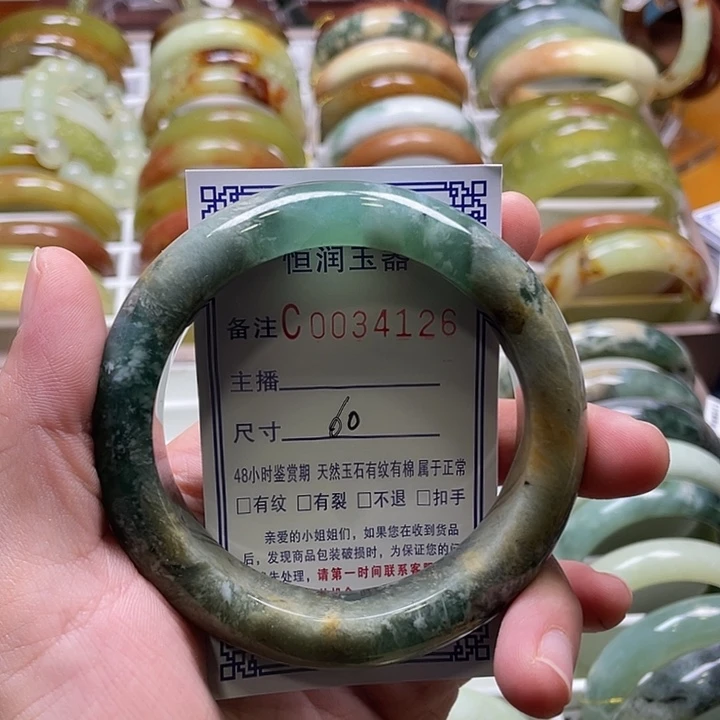 恒润玉器
备注C0034126
主播
尺寸 60
48小时鉴赏期 天然玉石有纹有棉 属于正常
□有纹 □有裂 □不退 □扣手
亲爱的小姐姐们，如果您在收到货品
后，发现商品包装破损时，为保证您的
处理，请第一时间联系客